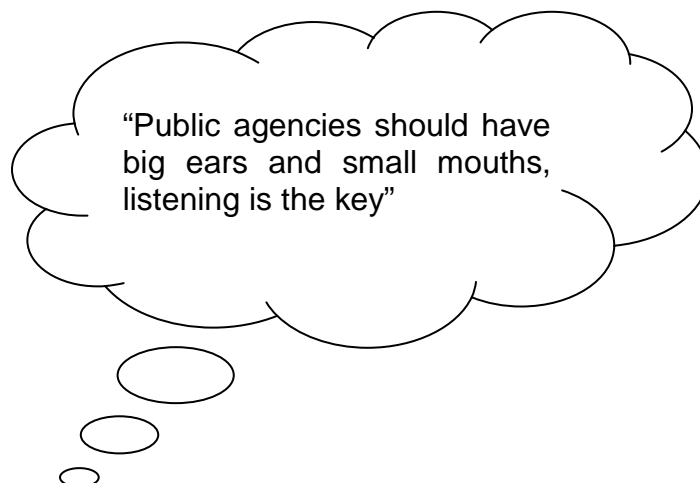 “Public agencies should have
big ears and small mouths,
listening is the key”